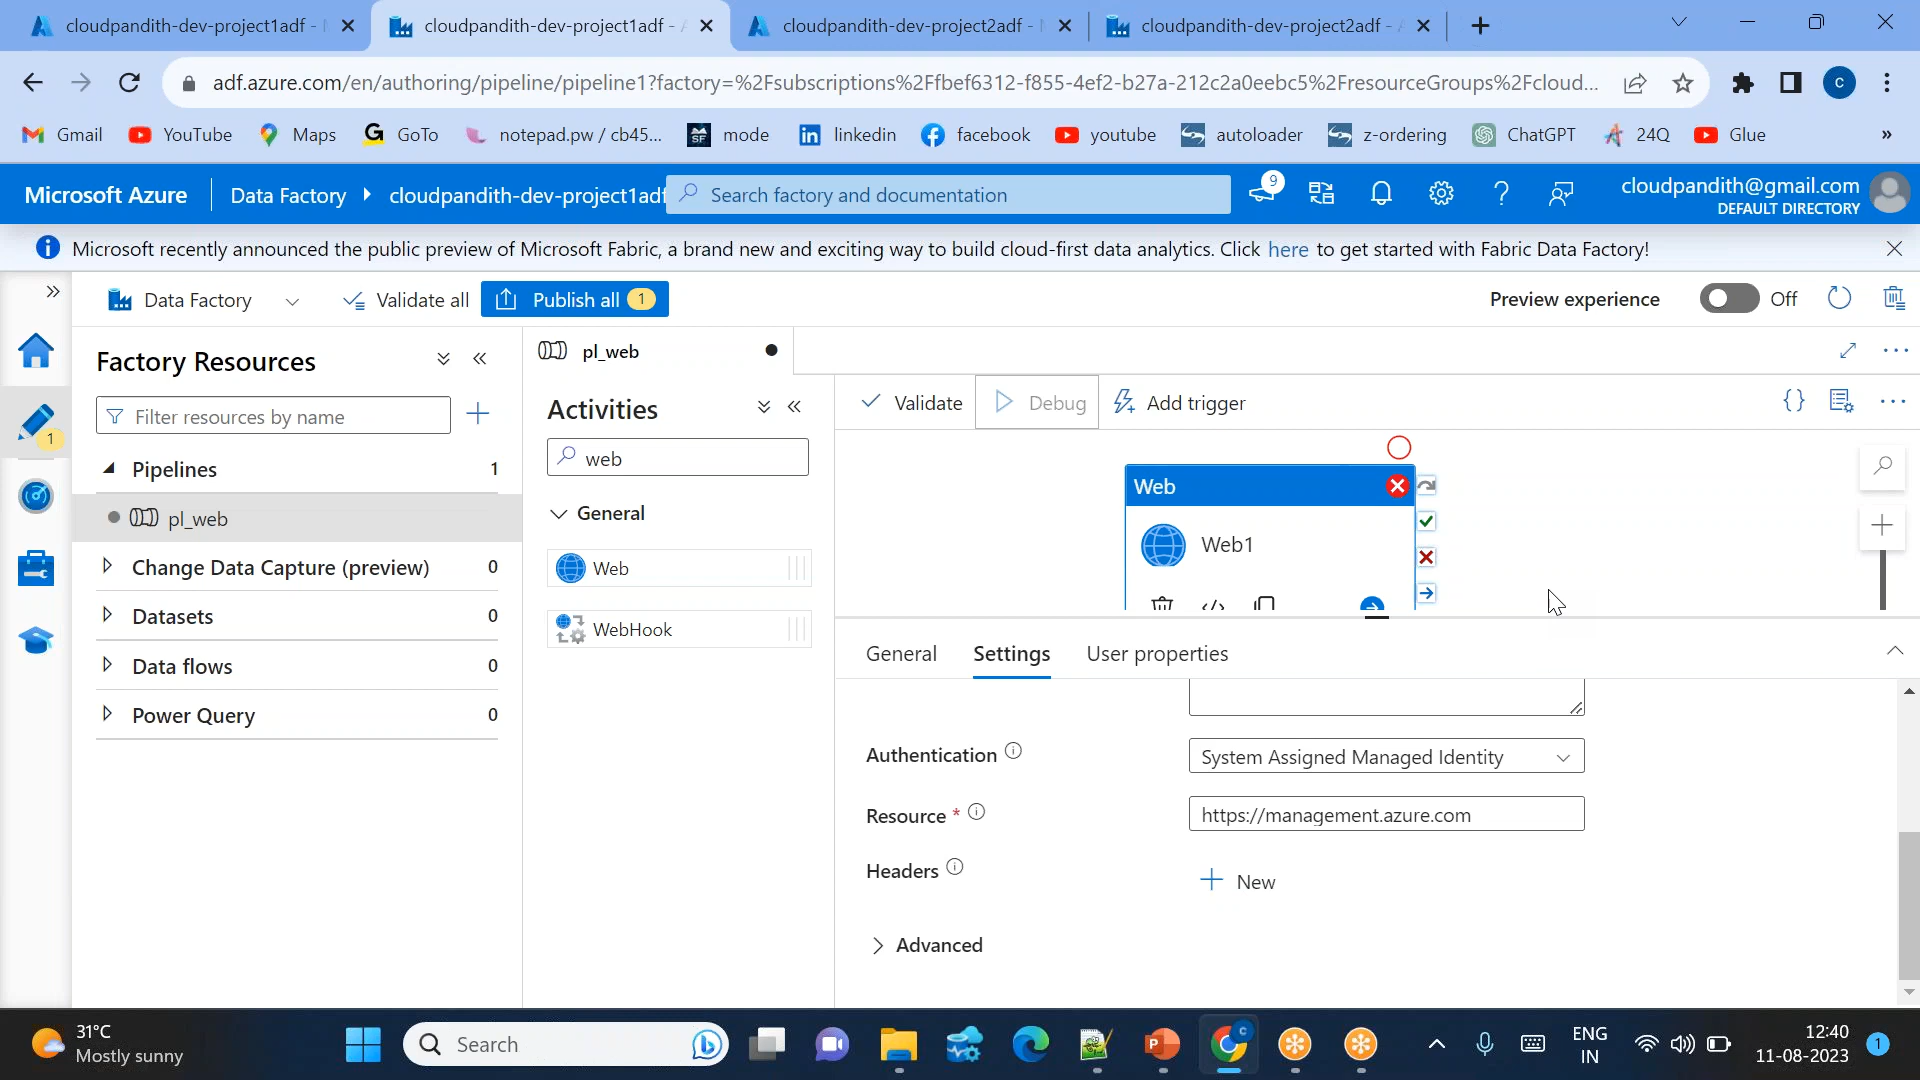 cloudpandith-dev-project1adf -
cloudpandith-dev-project1adf -
cloudpandith-dev-project2adf -
cloudpandith-dev-project2adf -
adf.azure.com/en/authoring/pipeline/pipeline1?factory=%2Fsubscriptions%2Ffbef6312-f855-4ef2-b27a-212c2a0eebc5%2FresourceGroups%2Fcloud...
C
Gmail YouTube Maps GoTo notepad.pw / cb45... mode linkedin facebook youtube autoloader z-ordering ChatGPT 24Q Glue »
Microsoft Azure Data Factory cloudpandith-dev-project1adf
Search factory and documentation
9
cloudpandith@gmail.com
DEFAULT DIRECTORY
Microsoft recently announced the public preview of Microsoft Fabric, a brand new and exciting way to build cloud-first data analytics. Click here to get started with Fabric Data Factory!
Data Factory Validate all Publish all 1 Preview experience Off
1
Factory Resources
Filter resources by name
Pipelines 1
pl_web
Change Data Capture (preview) 0
Datasets 0
Data flows 0
Power Query 0
pl_web
Activities
web
General
Web
WebHook
Validate Debug Add trigger
Web
Web1
General Settings User properties
Authentication System Assigned Managed Identity
Resource * https://management.azure.com
Headers New
Advanced
31°C
Mostly sunny
Search
ENG
IN
12:40
11-08-2023
1